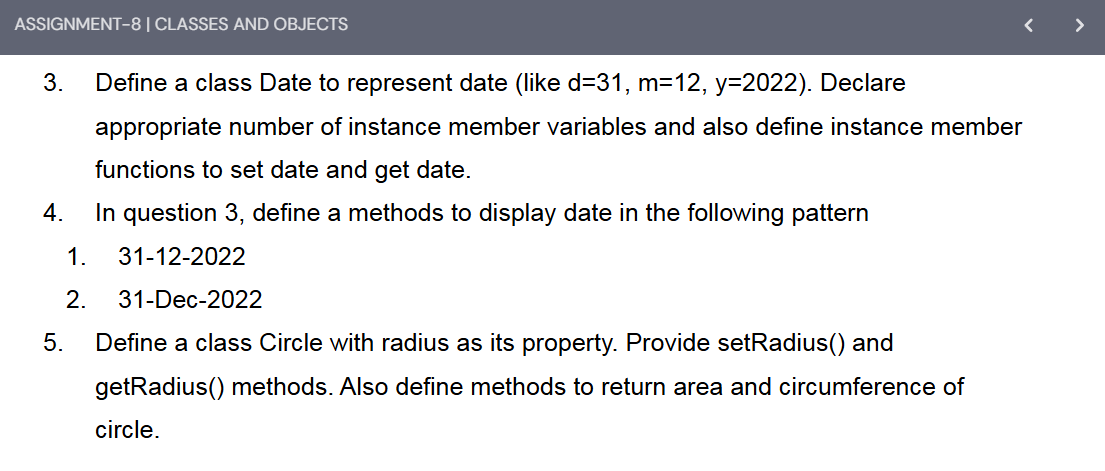 ASSIGNMENT-8 | CLASSES AND OBJECTS
3. Define a class Date to represent date (like d=31, m=12, y=2022). Declare
appropriate number of instance member variables and also define instance member
functions to set date and get date.
4. In question 3, define a methods to display date in the following pattern
1. 31-12-2022
2. 31-Dec-2022
5. Define a class Circle with radius as its property. Provide setRadius() and
getRadius() methods. Also define methods to return area and circumference of
circle.